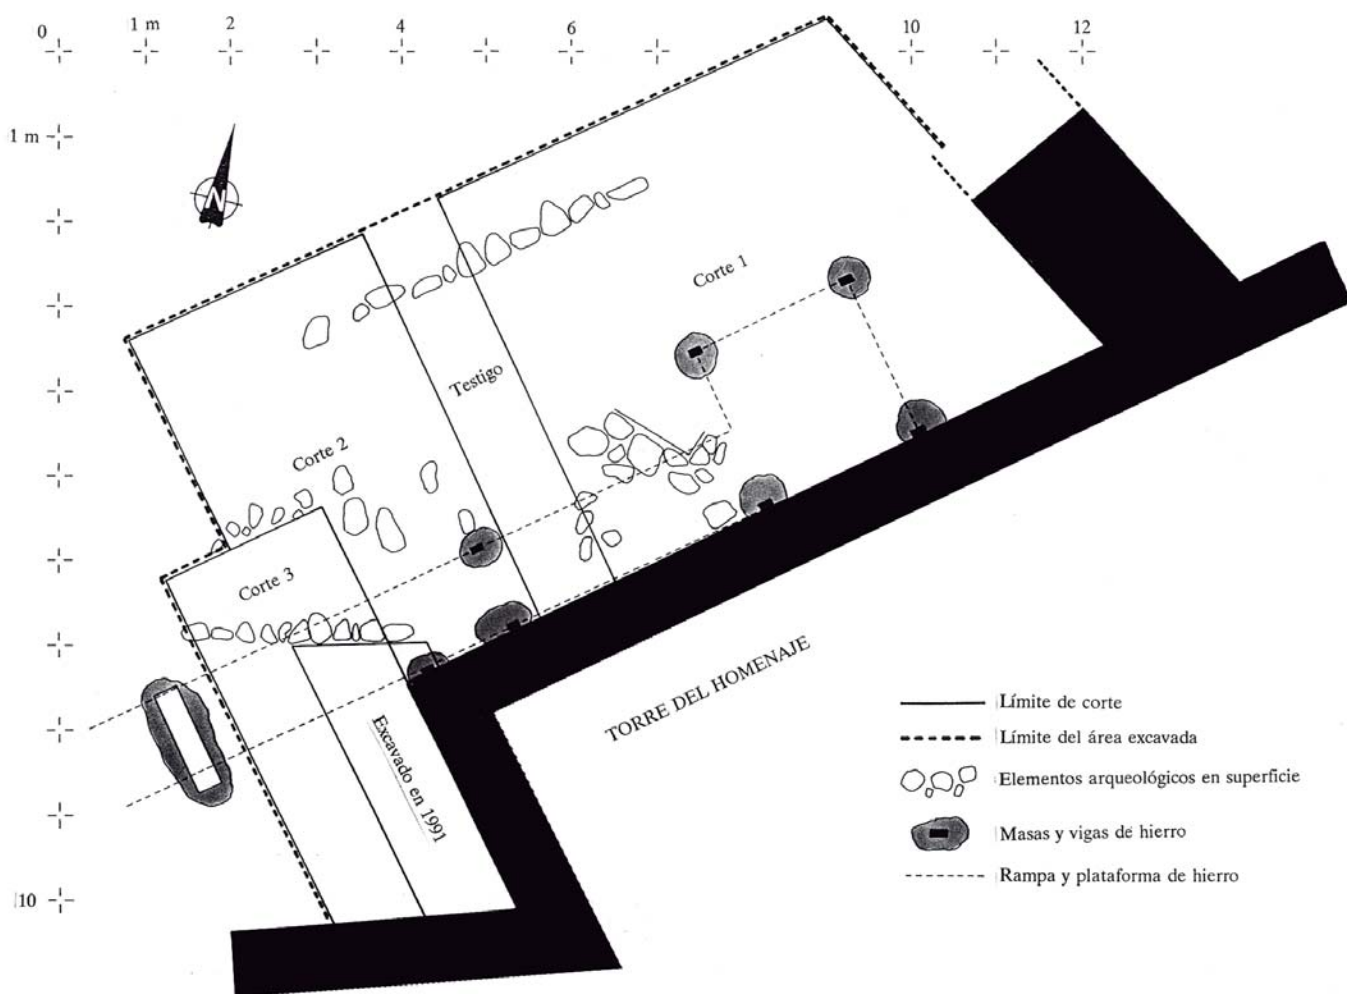 0 1 m 2 4 6 10 12
1 m
N
Corte 1
Testigo
Corte 2
Corte 3
TORRE DEL HOMENAJE
Excavado en 1991
10
Límite de corte
Límite del área excavada
Elementos arqueológicos en superficie
Masas y vigas de hierro
Rampa y plataforma de hierro